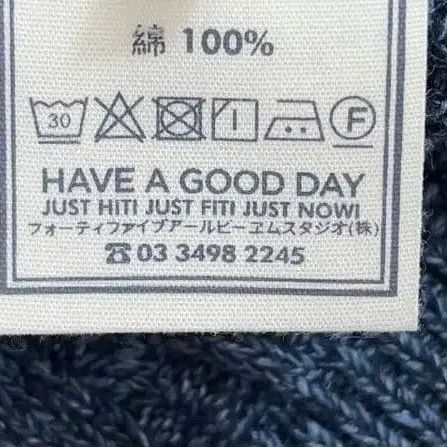 綿 100%
30 F
HAVE A GOOD DAY
JUST HIT! JUST FIT! JUST NOW!
フォーティファイブアールピーエムスタジオ(株)
☎03 3498 2245